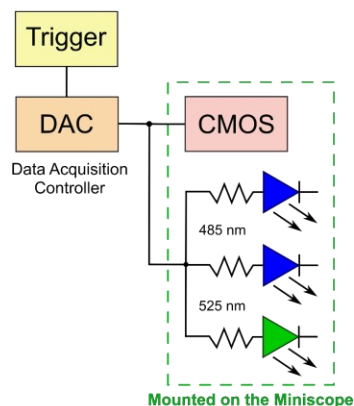 Trigger
DAC
CMOS
Data Acquisition
Controller
485 nm
525 nm
Mounted on the Miniscope